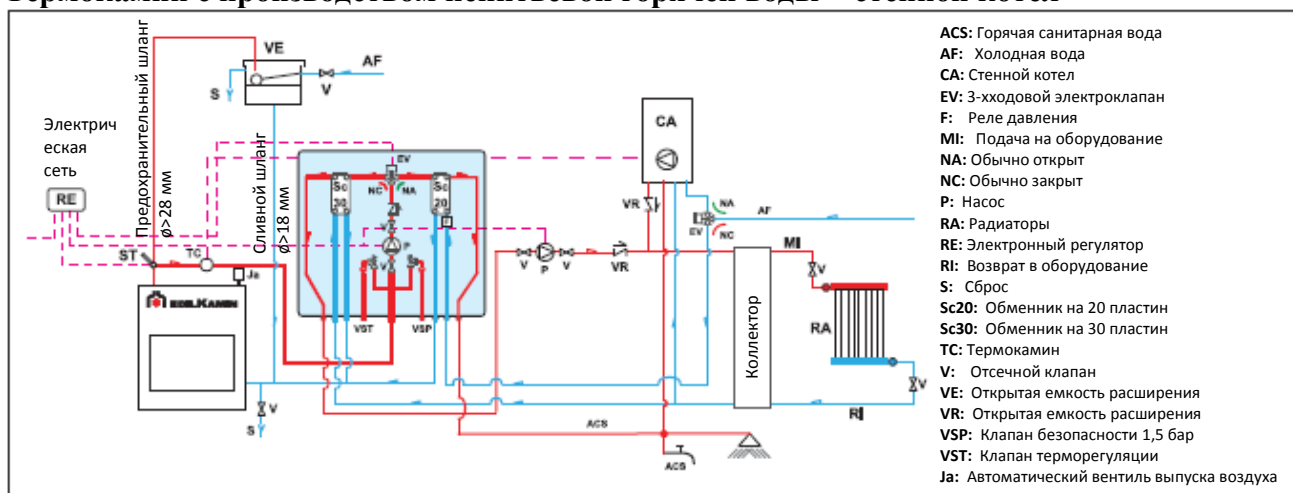 Термокамин с производством горячей воды – стенной котел
Предохранительный шланг
ø>28 мм
VE
AF
S
V
Электрич
еская
сеть
RE
Сливной шланг
ø>18 мм
ST
TC
Ja
EDILKAMIN
V
S
EV
NC
NA
Sc
30
Sc
20
F
V
P
V
VST
VSP
CA
VR
NA
EV
NC
AF
V
P
V
VR
MI
V
Коллектор
RA
V
RI
ACS
ACS
ACS: Горячая санитарная вода
AF: Холодная вода
CA: Стенной котел
EV: 3-хходовой электроклапан
F: Реле давления
MI: Подача на оборудование
NA: Обычно открыт
NC: Обычно закрыт
P: Насос
RA: Радиаторы
RE: Электронный регулятор
RI: Возврат в оборудование
S: Сброс
Sc20: Обменник на 20 пластин
Sc30: Обменник на 30 пластин
TC: Термокамин
V: Отсечной клапан
VE: Открытая емкость расширения
VR: Открытая емкость расширения
VSP: Клапан безопасности 1,5 бар
VST: Клапан терморегуляции
Ja: Автоматический вентиль выпуска воздуха